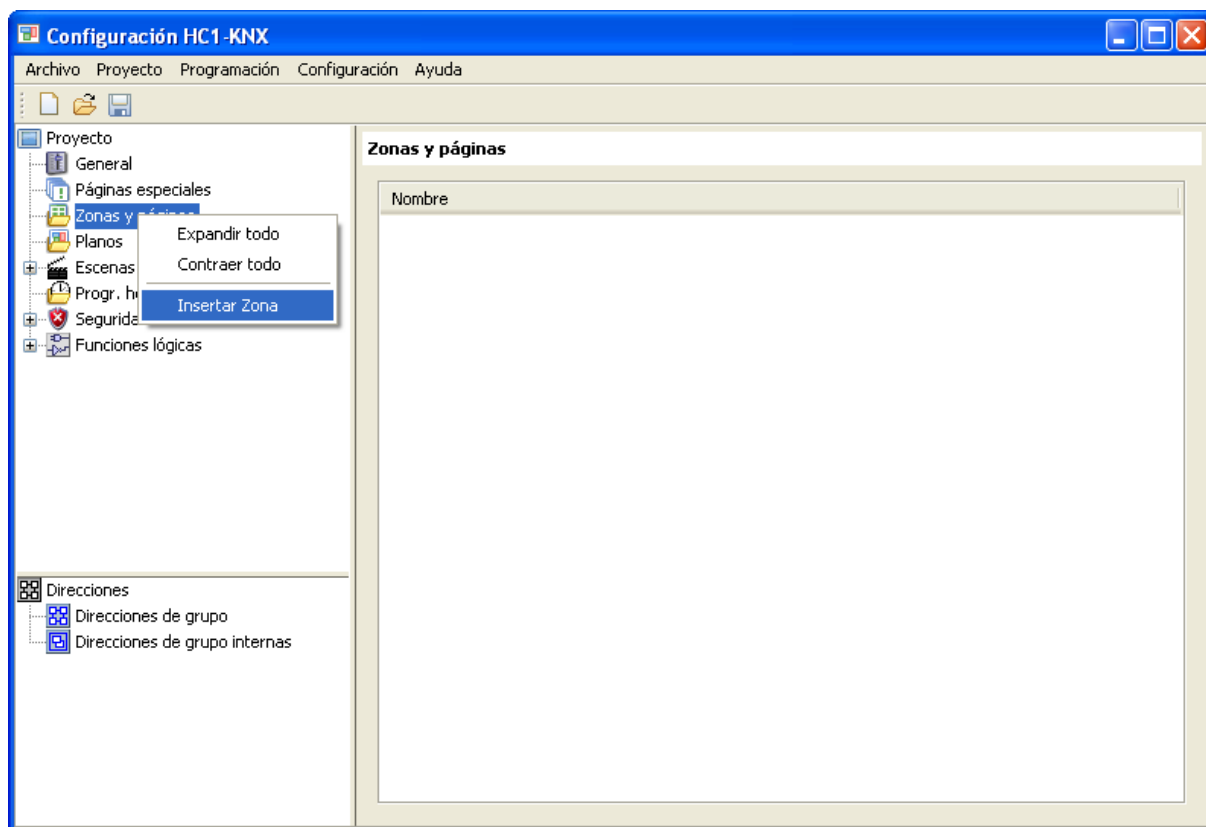 Configuración HC1-KNX
Archivo Proyecto Programación Configuración Ayuda
Proyecto
General
Páginas especiales
Zonas y
Planos
Escenas
Progr.
Segurida
Funciones lógicas
Expandir todo
Contraer todo
Insertar Zona
Zonas y páginas
Nombre
Direcciones
Direcciones de grupo
Direcciones de grupo internas